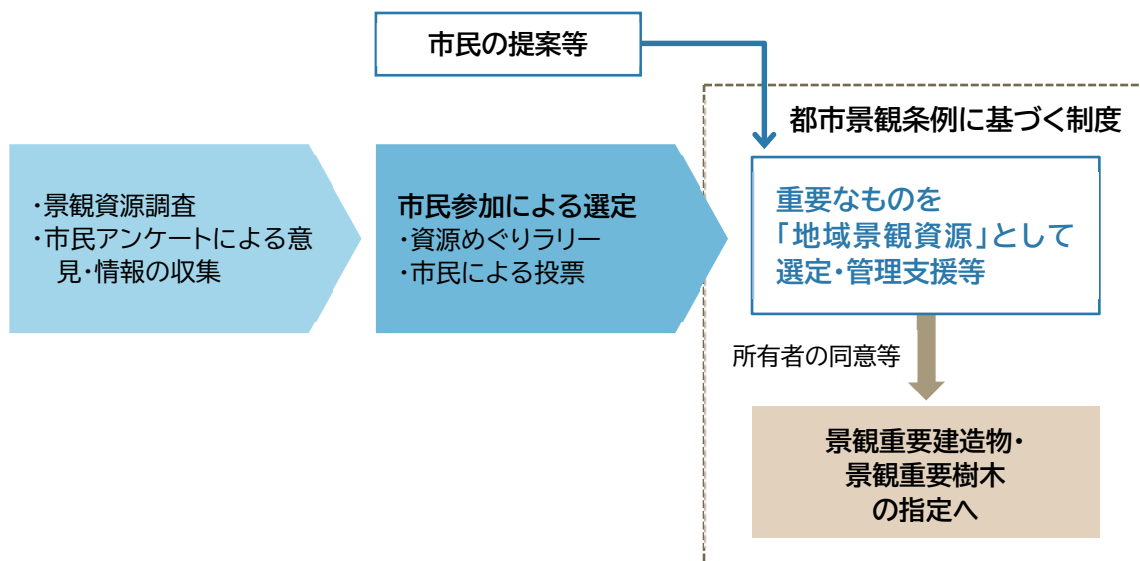 市民の提案等
都市景観条例に基づく制度
・景観資源調査
・市民アンケートによる意
見・情報の収集
市民参加による選定
・資源めぐりラリー
・市民による投票
重要なものを
「地域景観資源」として
選定・管理支援等
所有者の同意等
景観重要建造物・
景観重要樹木
の指定へ